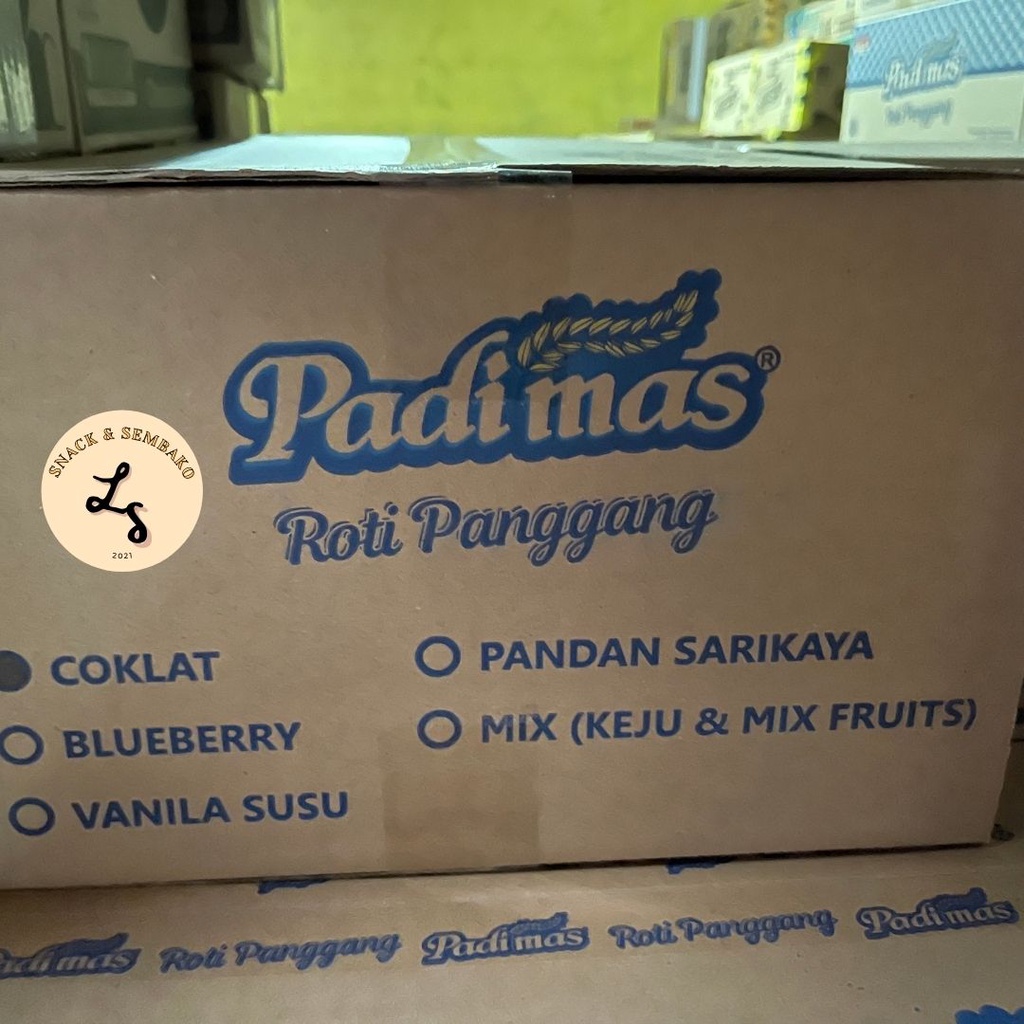 Padimas
Roti Panggang
Padimas®
Roti Panggang
SNACK & SEMBAKO
LS
2021
COKLAT
BLUEBERRY
VANILA SUSU
PANDAN SARIKAYA
MIX (KEJU & MIX FRUITS)
Padimas Roti Panggang Padimas Roti Panggang Padimas